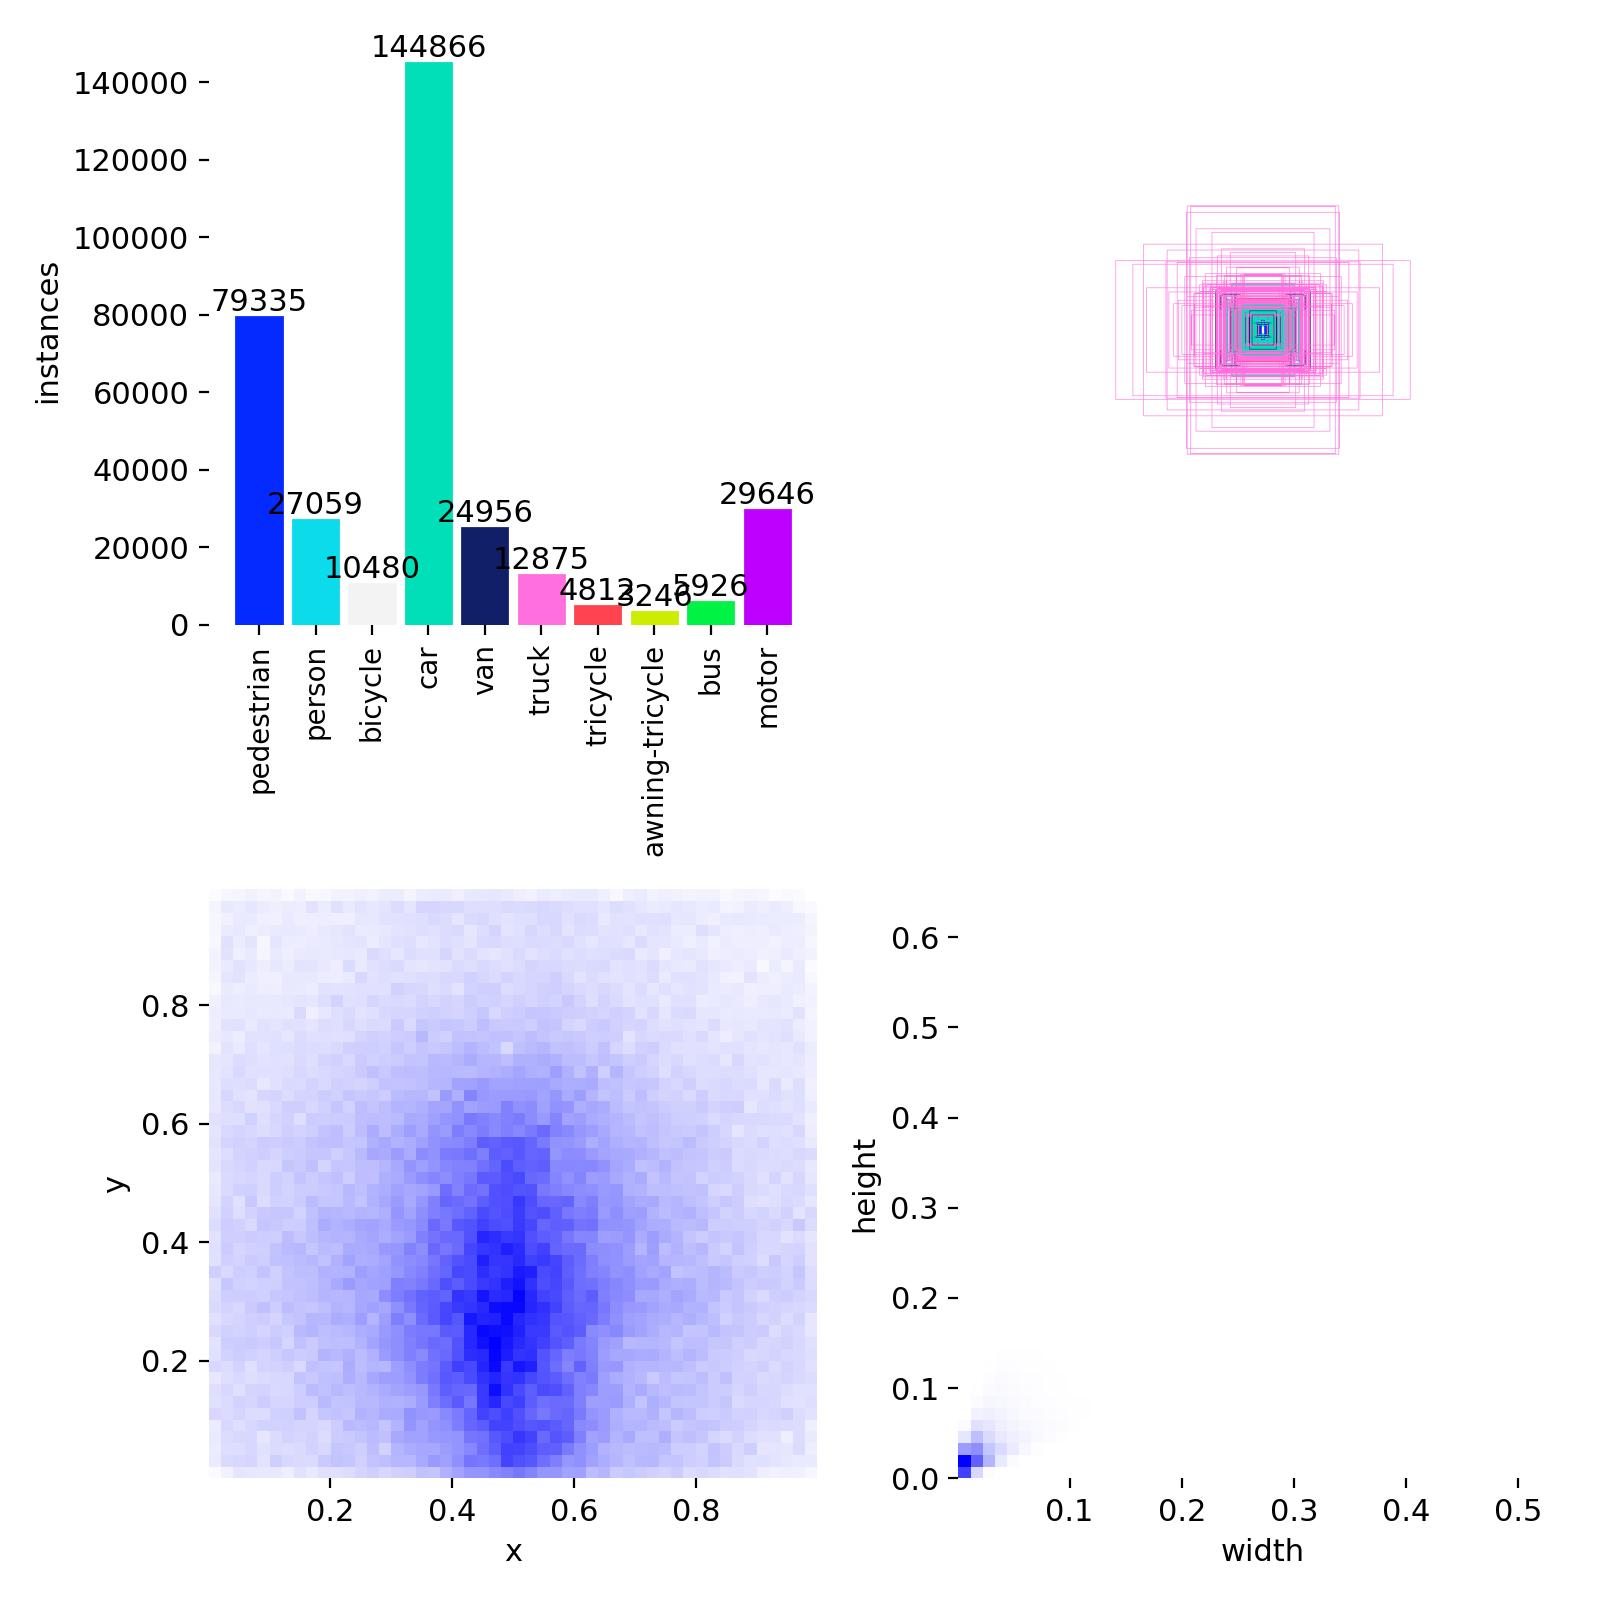 144866
140000
120000
100000
80000
60000
40000
20000
0
instances
79335
27059
10480
24956
12875
4812
3246
5926
29646
pedestrian
person
bicycle
car
van
truck
tricycle
awning-tricycle
bus
motor
0.8
0.6
0.4
0.2
y
0.2 0.4 0.6 0.8
x
0.6
0.5
0.4
0.3
0.2
0.1
0.0
height
0.1 0.2 0.3 0.4 0.5
width